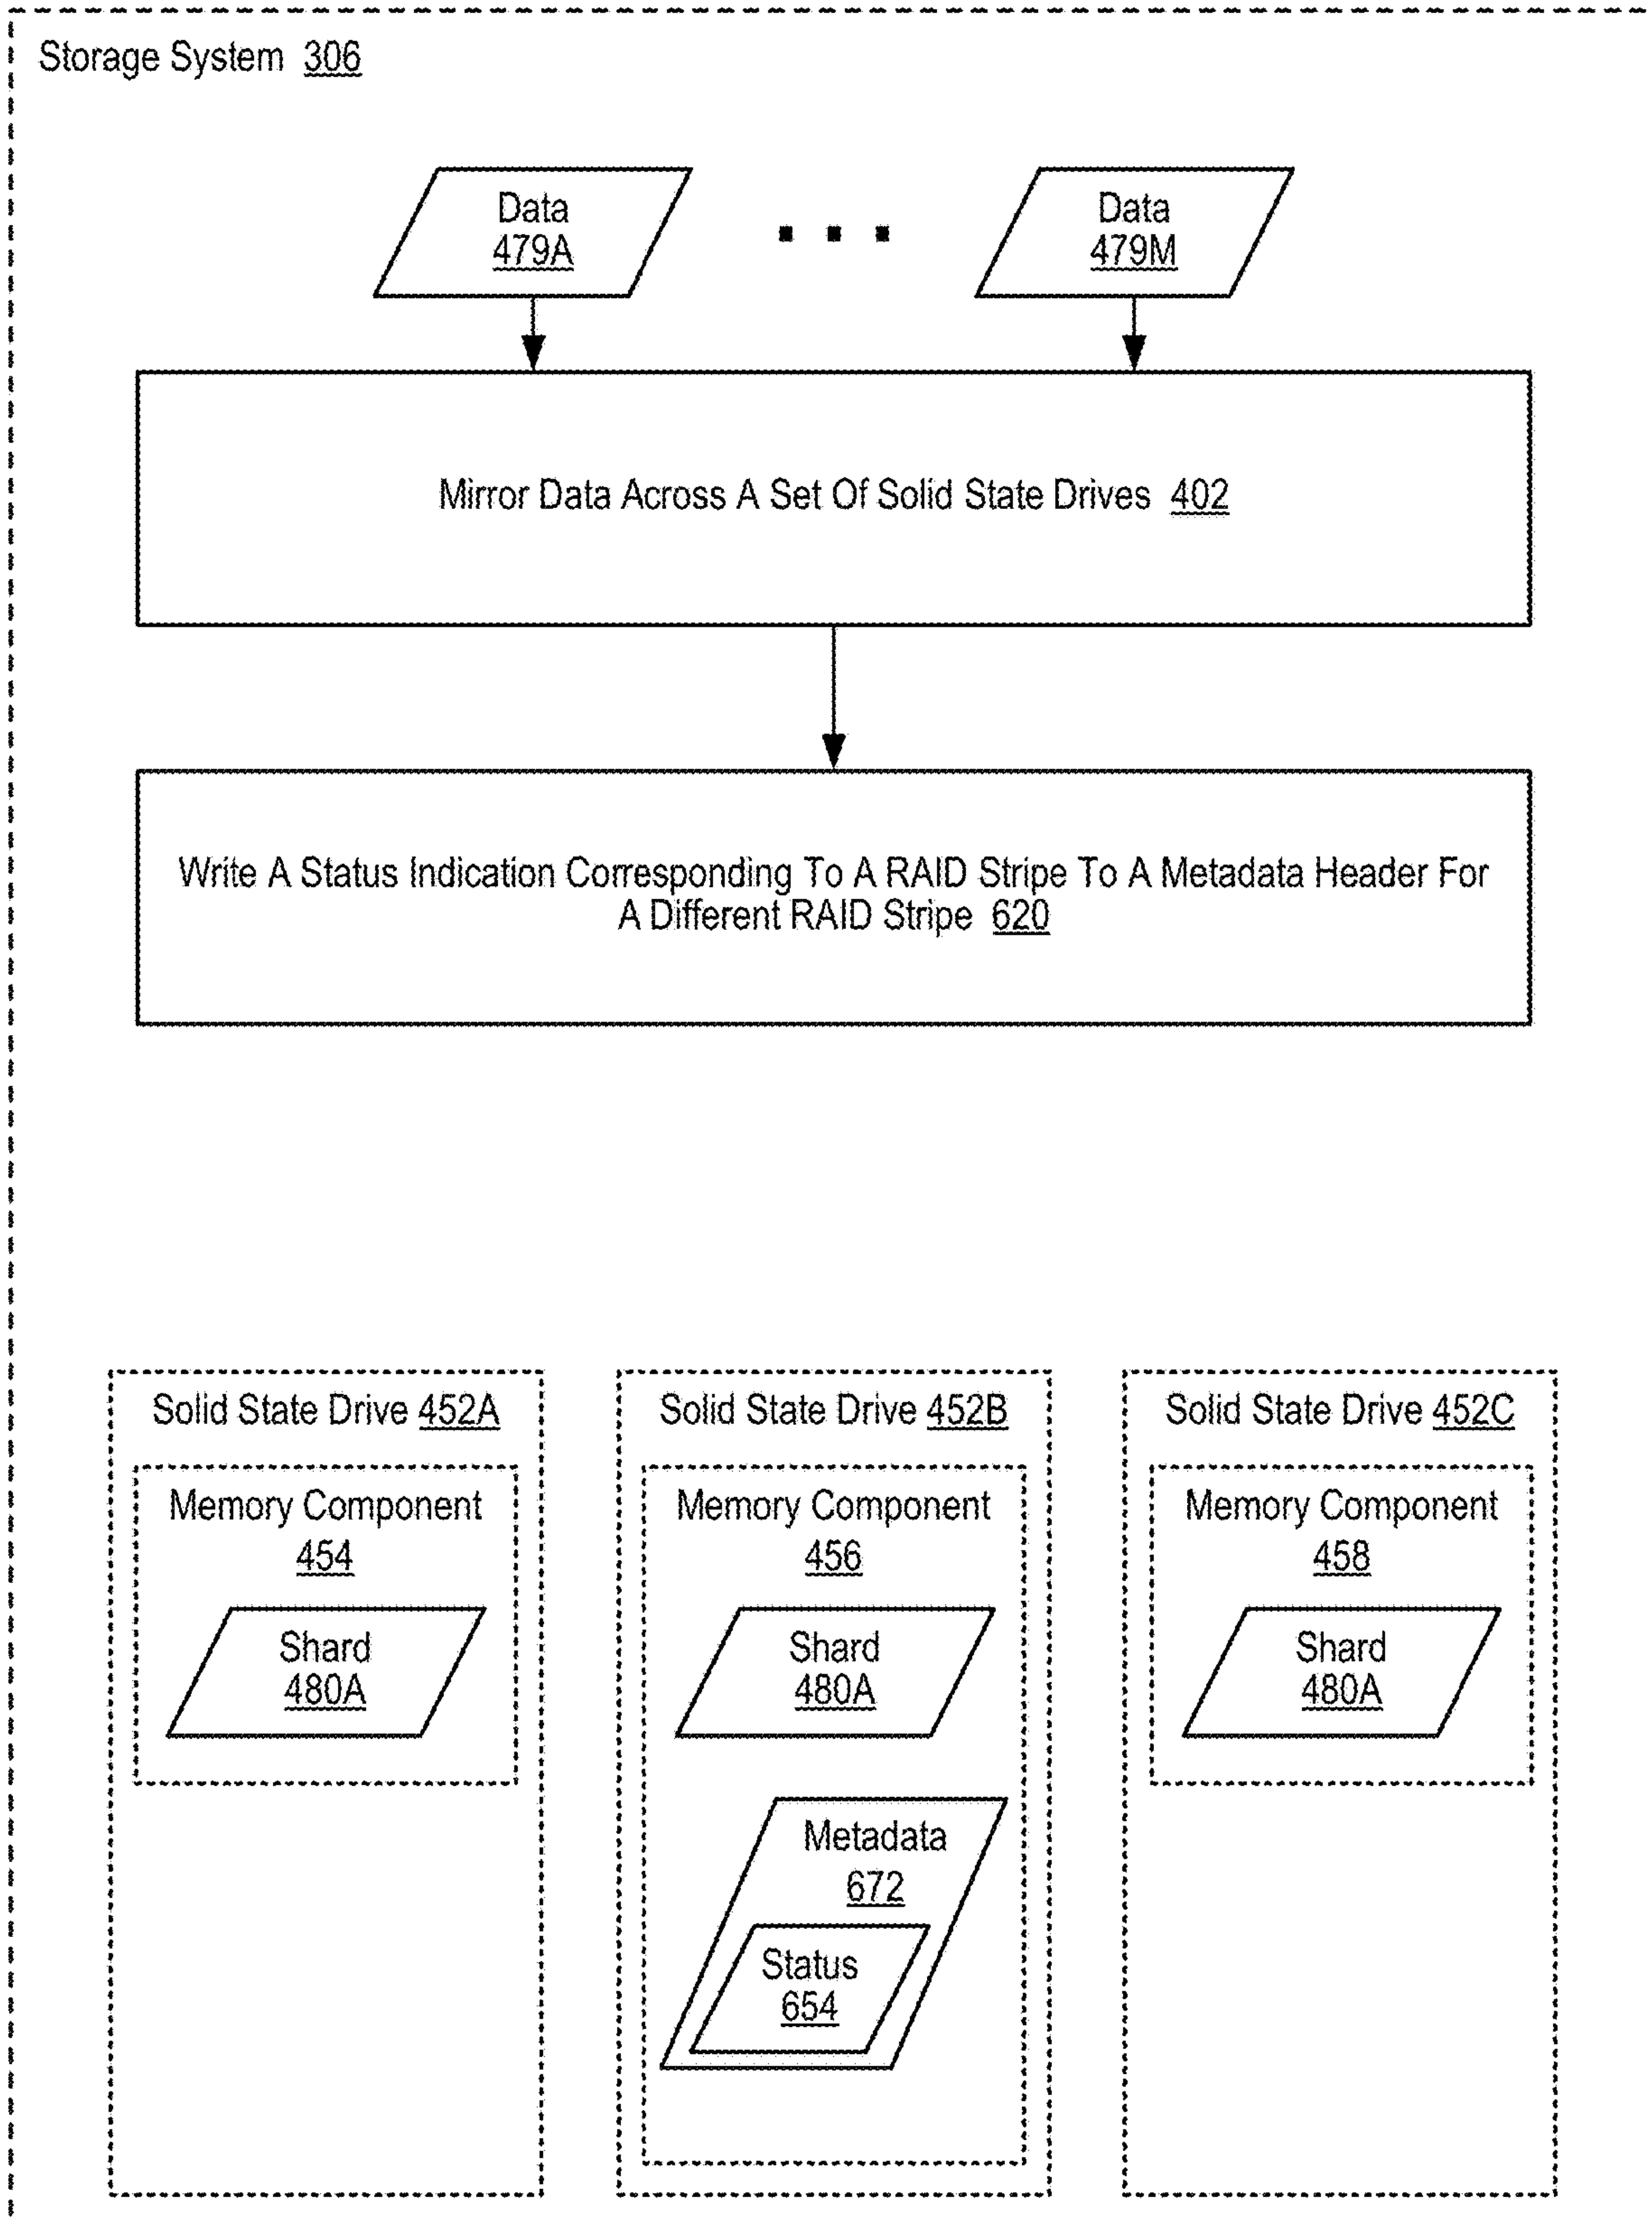 Storage System 306
Data
479A
Data
479M
Mirror Data Across A Set Of Solid State Drives 402
Write A Status Indication Corresponding To A RAID Stripe To A Metadata Header For
A Different RAID Stripe 620
Solid State Drive 452A
Memory Component
454
Shard
480A
Solid State Drive 452B
Memory Component
456
Shard
480A
Metadata
672
Status
654
Solid State Drive 452C
Memory Component
458
Shard
480A